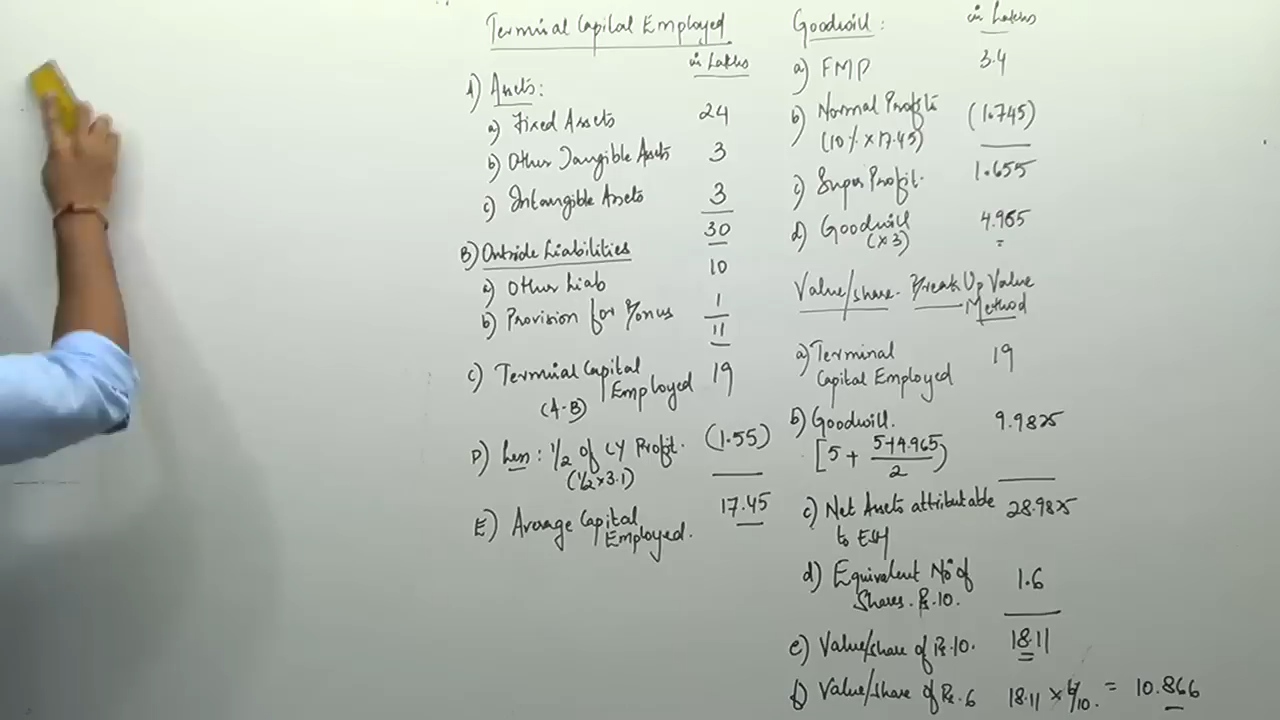 Terminal Capital Employed
in Lakhs
A) Assets:
a) Fixed Assets 24
b) Other Tangible Assets 3
c) Intangible Assets 3
30
B) Outside Liabilities
a) Other Liab 10
b) Provision for Bonus 1
11
C) Terminal Capital Employed 19
(A-B)
D) Less: 1/2 of CY Profit. (1.55)
(1/2 x 3.1)
E) Average Capital Employed. 17.45
Goodwill: in Lakhs
a) FMP 3.4
b) Normal Profits (1.745)
(10% x 17.45)
c) Super Profit. 1.655
d) Goodwill 4.965
(x3)
Value/share - Break Up Value Method
a) Terminal 19
Capital Employed
b) Goodwill. 9.9825
[5 + 5+4.965/2)
c) Net Assets attributable 28.9825
to ESH
d) Equivalent No of 1.6
Shares. Rs.10.
e) Value/share of Rs.10. 18.11
f) Value/share of Rs.6 18.11 x 6/10. = 10.866